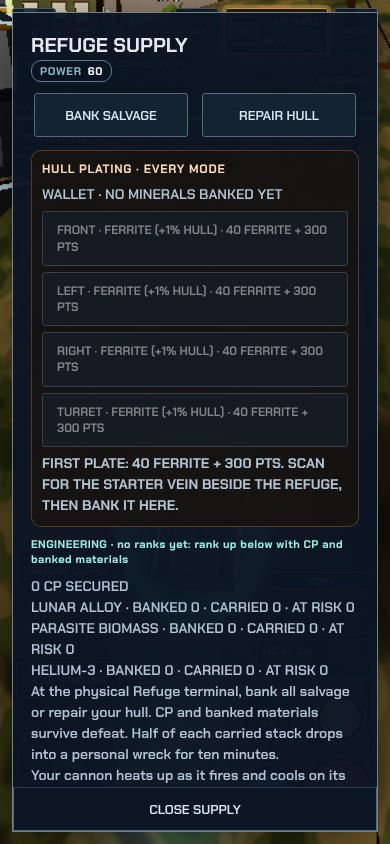 REFUGE SUPPLY
POWER 60
BANK SALVAGE
REPAIR HULL
HULL PLATING · EVERY MODE
WALLET · NO MINERALS BANKED YET
FRONT · FERRITE (+1% HULL) · 40 FERRITE + 300
PTS
LEFT · FERRITE (+1% HULL) · 40 FERRITE + 300
PTS
RIGHT · FERRITE (+1% HULL) · 40 FERRITE + 300
PTS
TURRET · FERRITE (+1% HULL) · 40 FERRITE +
300 PTS
FIRST PLATE: 40 FERRITE + 300 PTS. SCAN
FOR THE STARTER VEIN BESIDE THE REFUGE,
THEN BANK IT HERE.
ENGINEERING · no ranks yet: rank up below with CP and
banked materials
0 CP SECURED
LUNAR ALLOY · BANKED 0 · CARRIED 0 · AT RISK 0
PARASITE BIOMASS · BANKED 0 · CARRIED 0 · AT
RISK 0
HELIUM-3 · BANKED 0 · CARRIED 0 · AT RISK 0
At the physical Refuge terminal, bank all salvage
or repair your hull. CP and banked materials
survive defeat. Half of each carried stack drops
into a personal wreck for ten minutes.
Your cannon heats up as it fires and cools on its
CLOSE SUPPLY